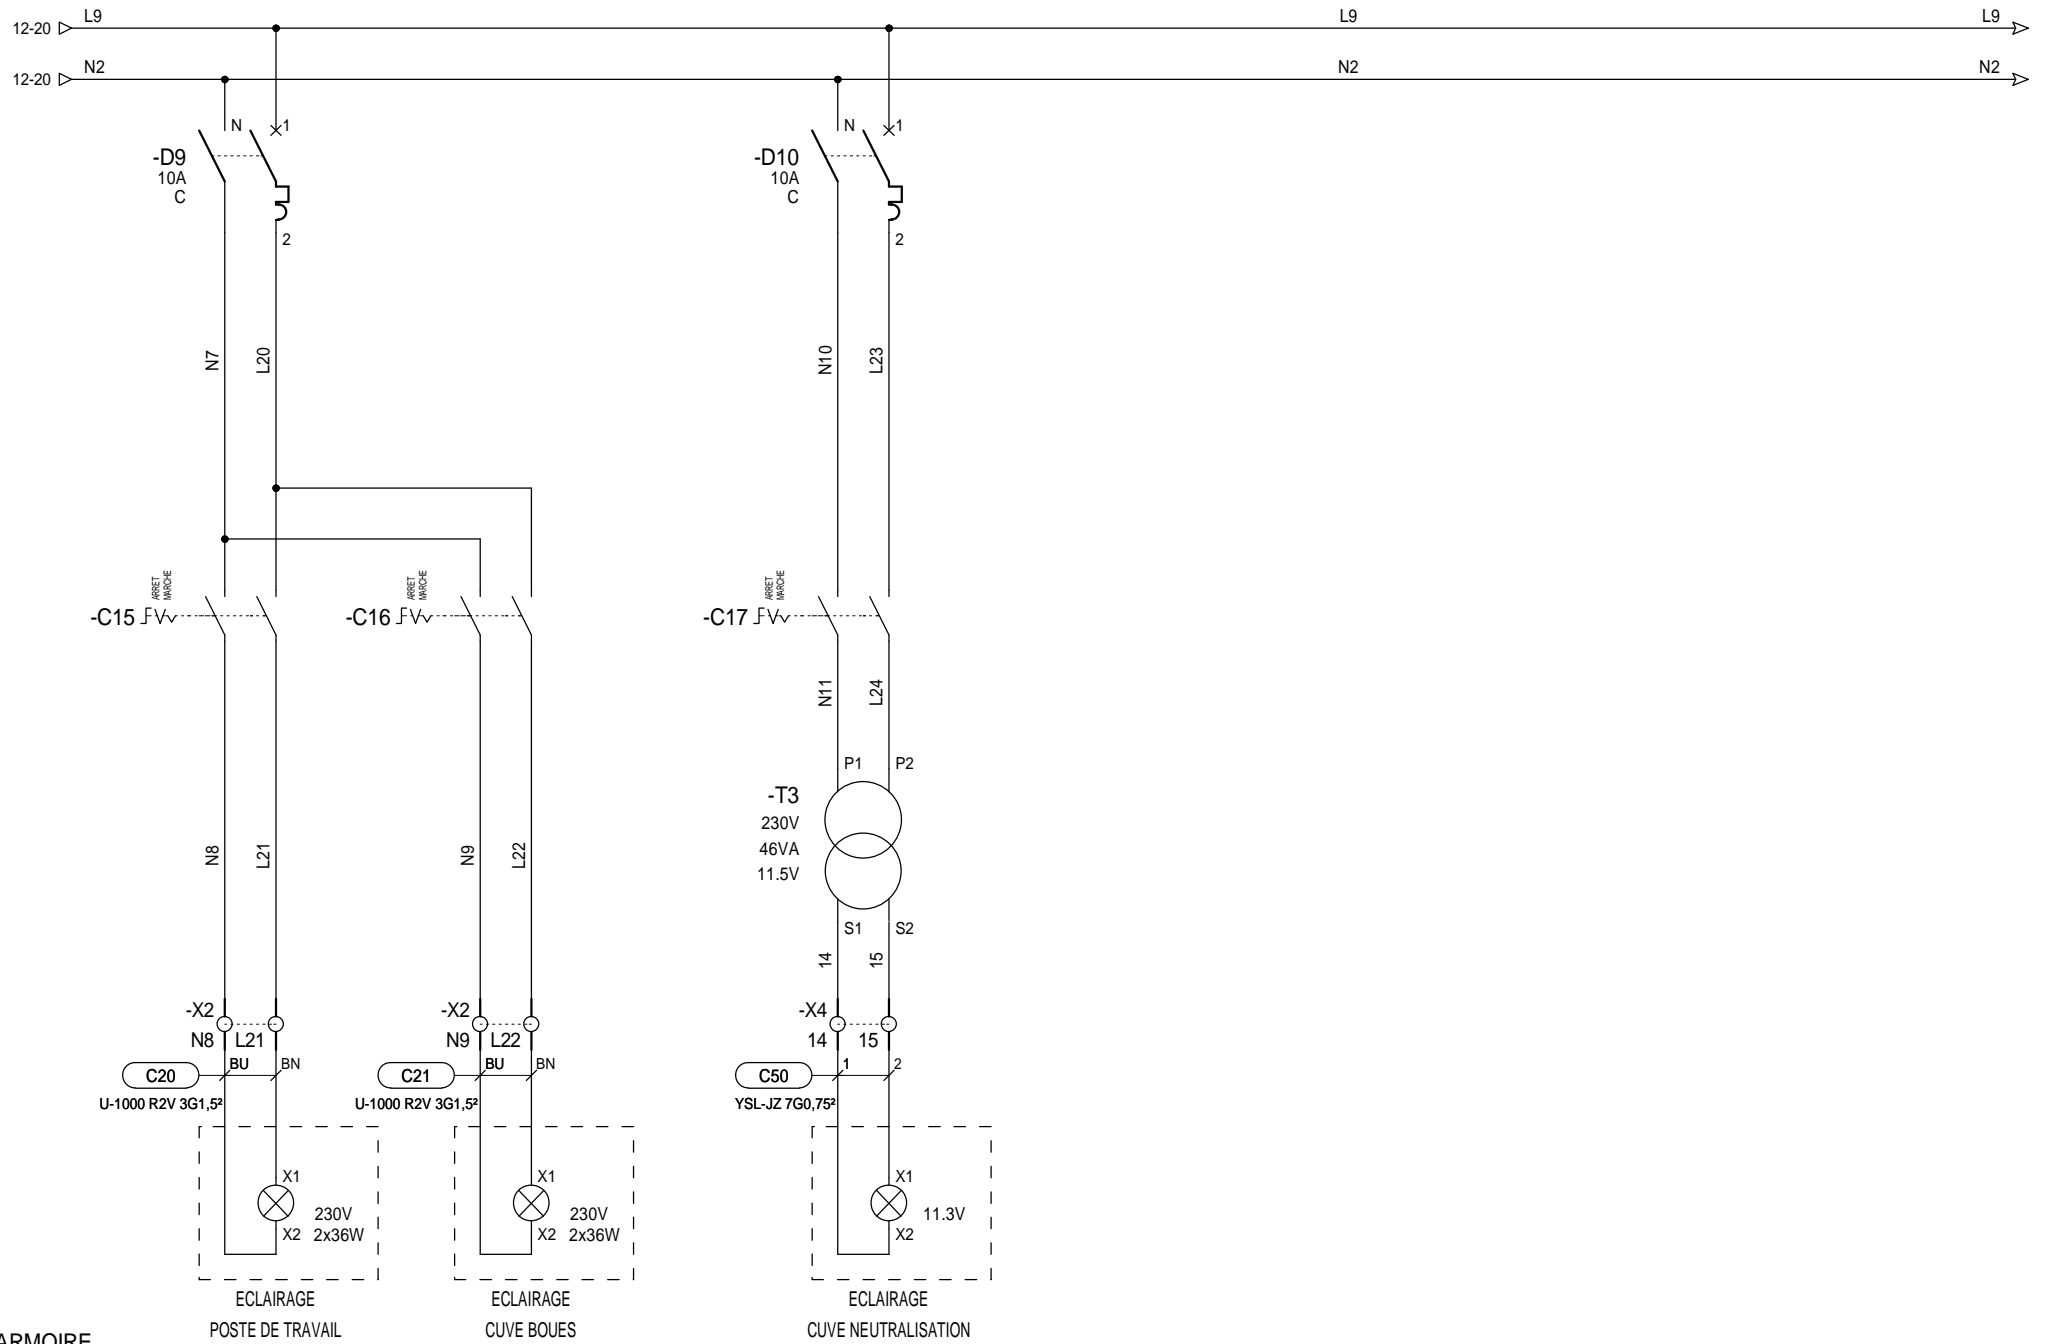 12-20 L9 L9 L9
12-20 N2 N2 N2
N 1 N 1
-D9 -D10
10A 10A
C C
2 2
N7 L20 N10 L23
ARRET ARRET ARRET
MARCHE MARCHE MARCHE
-C15 -C16 -C17
N11 L24
P1 P2
-T3
230V
46VA
11.5V
N8 L21 N9 L22
S1 S2
14 15
-X2 -X2 -X4
N8 L21 N9 L22 14 15
BU BN BU BN 1 2
C20 C21 C50
U-1000 R2V 3G1,5² U-1000 R2V 3G1,5² YSL-JZ 7G0,75²
X1 X1 X1
230V 230V 11.3V
X2 2x36W X2 2x36W X2
ECLAIRAGE ECLAIRAGE ECLAIRAGE
POSTE DE TRAVAIL CUVE BOUES CUVE NEUTRALISATION
ARMOIRE